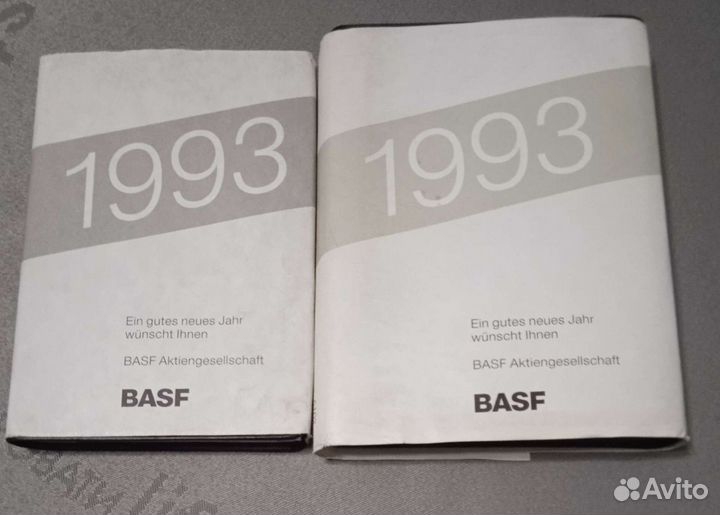 1993
Ein gutes neues Jahr
wünscht Ihnen
BASF Aktiengesellschaft
BASF
1993
Ein gutes neues Jahr
wünscht Ihnen
BASF Aktiengesellschaft
BASF
Avito